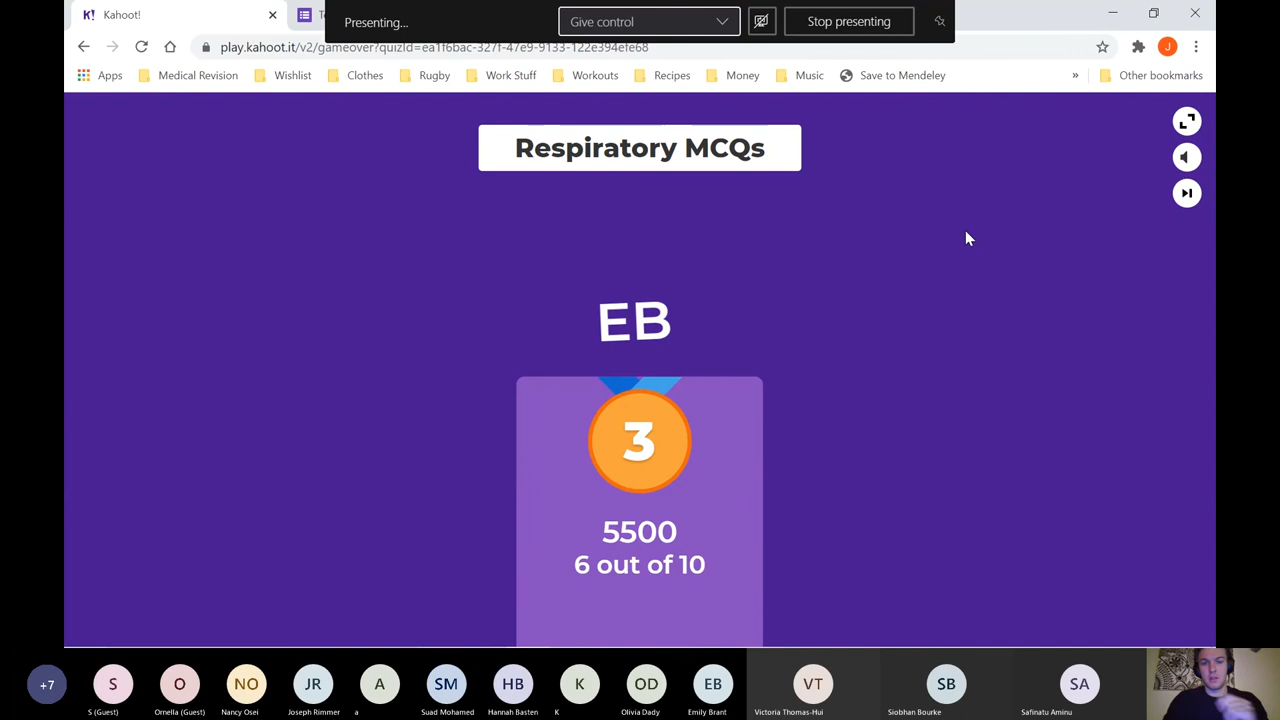 Kahoot!
Te
Presenting...
Give control
Stop presenting
play.kahoot.it/v2/gameover?quizId=ea1f6bac-327f-47e9-9133-122e394efe68
J
Apps
Medical Revision
Wishlist
Clothes
Rugby
Work Stuff
Workouts
Recipes
Money
Music
Save to Mendeley
»
Other bookmarks
Respiratory MCQs
EB
3
5500
6 out of 10
+7
S
O
NO
JR
A
SM
HB
K
OD
EB
VT
SB
SA
S (Guest)
Ornella (Guest)
Nancy Osei
Joseph Rimmer
a
Suad Mohamed
Hannah Basten
K
Olivia Dady
Emily Brant
Victoria Thomas-Hui
Siobhan Bourke
Safinatu Aminu